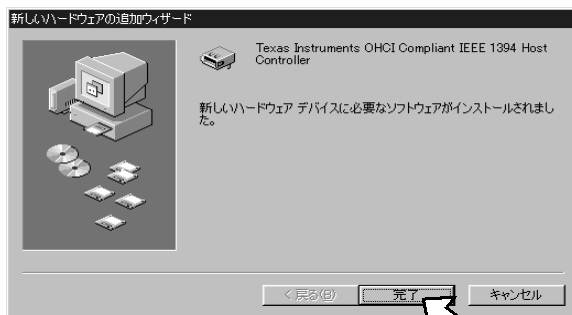 新しいハードウェアの追加ウィザード
Texas Instruments OHCI Compliant IEEE 1394 Host
Controller
新しいハードウェア デバイスに必要なソフトウェアがインストールされまし
た。
< 戻る(B)
完了
キャンセル